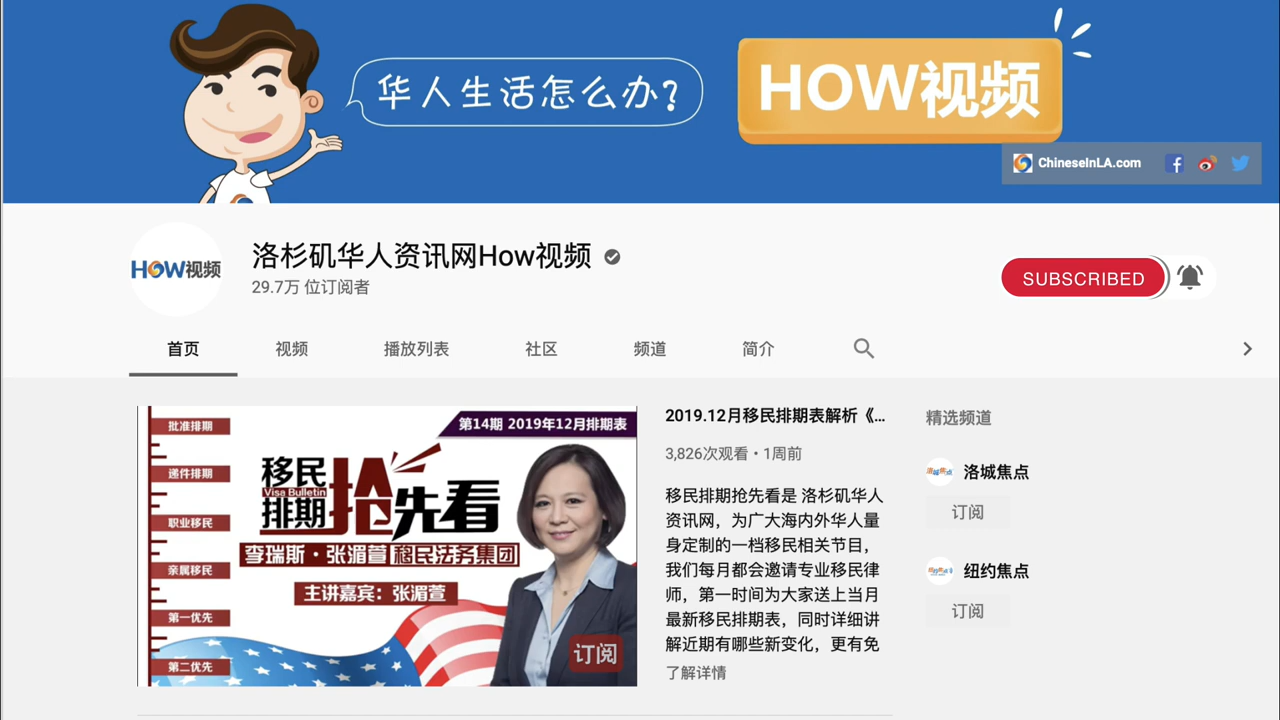 华人生活怎么办?
HOW视频
ChineseInLA.com
HOW视频
洛杉矶华人资讯网How视频
29.7万 位订阅者
SUBSCRIBED
首页
视频
播放列表
社区
频道
简介
批准排期
递件排期
职业移民
亲属移民
第一优先
第二优先
第14期 2019年12月排期表
移民
Visa Bulletin
排期
抢先看
李瑞斯·张湄萱 移民法务集团
主讲嘉宾：张湄萱
订阅
2019.12月移民排期表解析《...
3,826次观看・1周前
移民排期抢先看是 洛杉矶华人
资讯网，为广大海内外华人量
身定制的一档移民相关节目，
我们每月都会邀请专业移民律
师，第一时间为大家送上当月
最新移民排期表，同时详细讲
解近期有哪些新变化，更有免
了解详情
精选频道
洛城焦点
订阅
纽约焦点
订阅